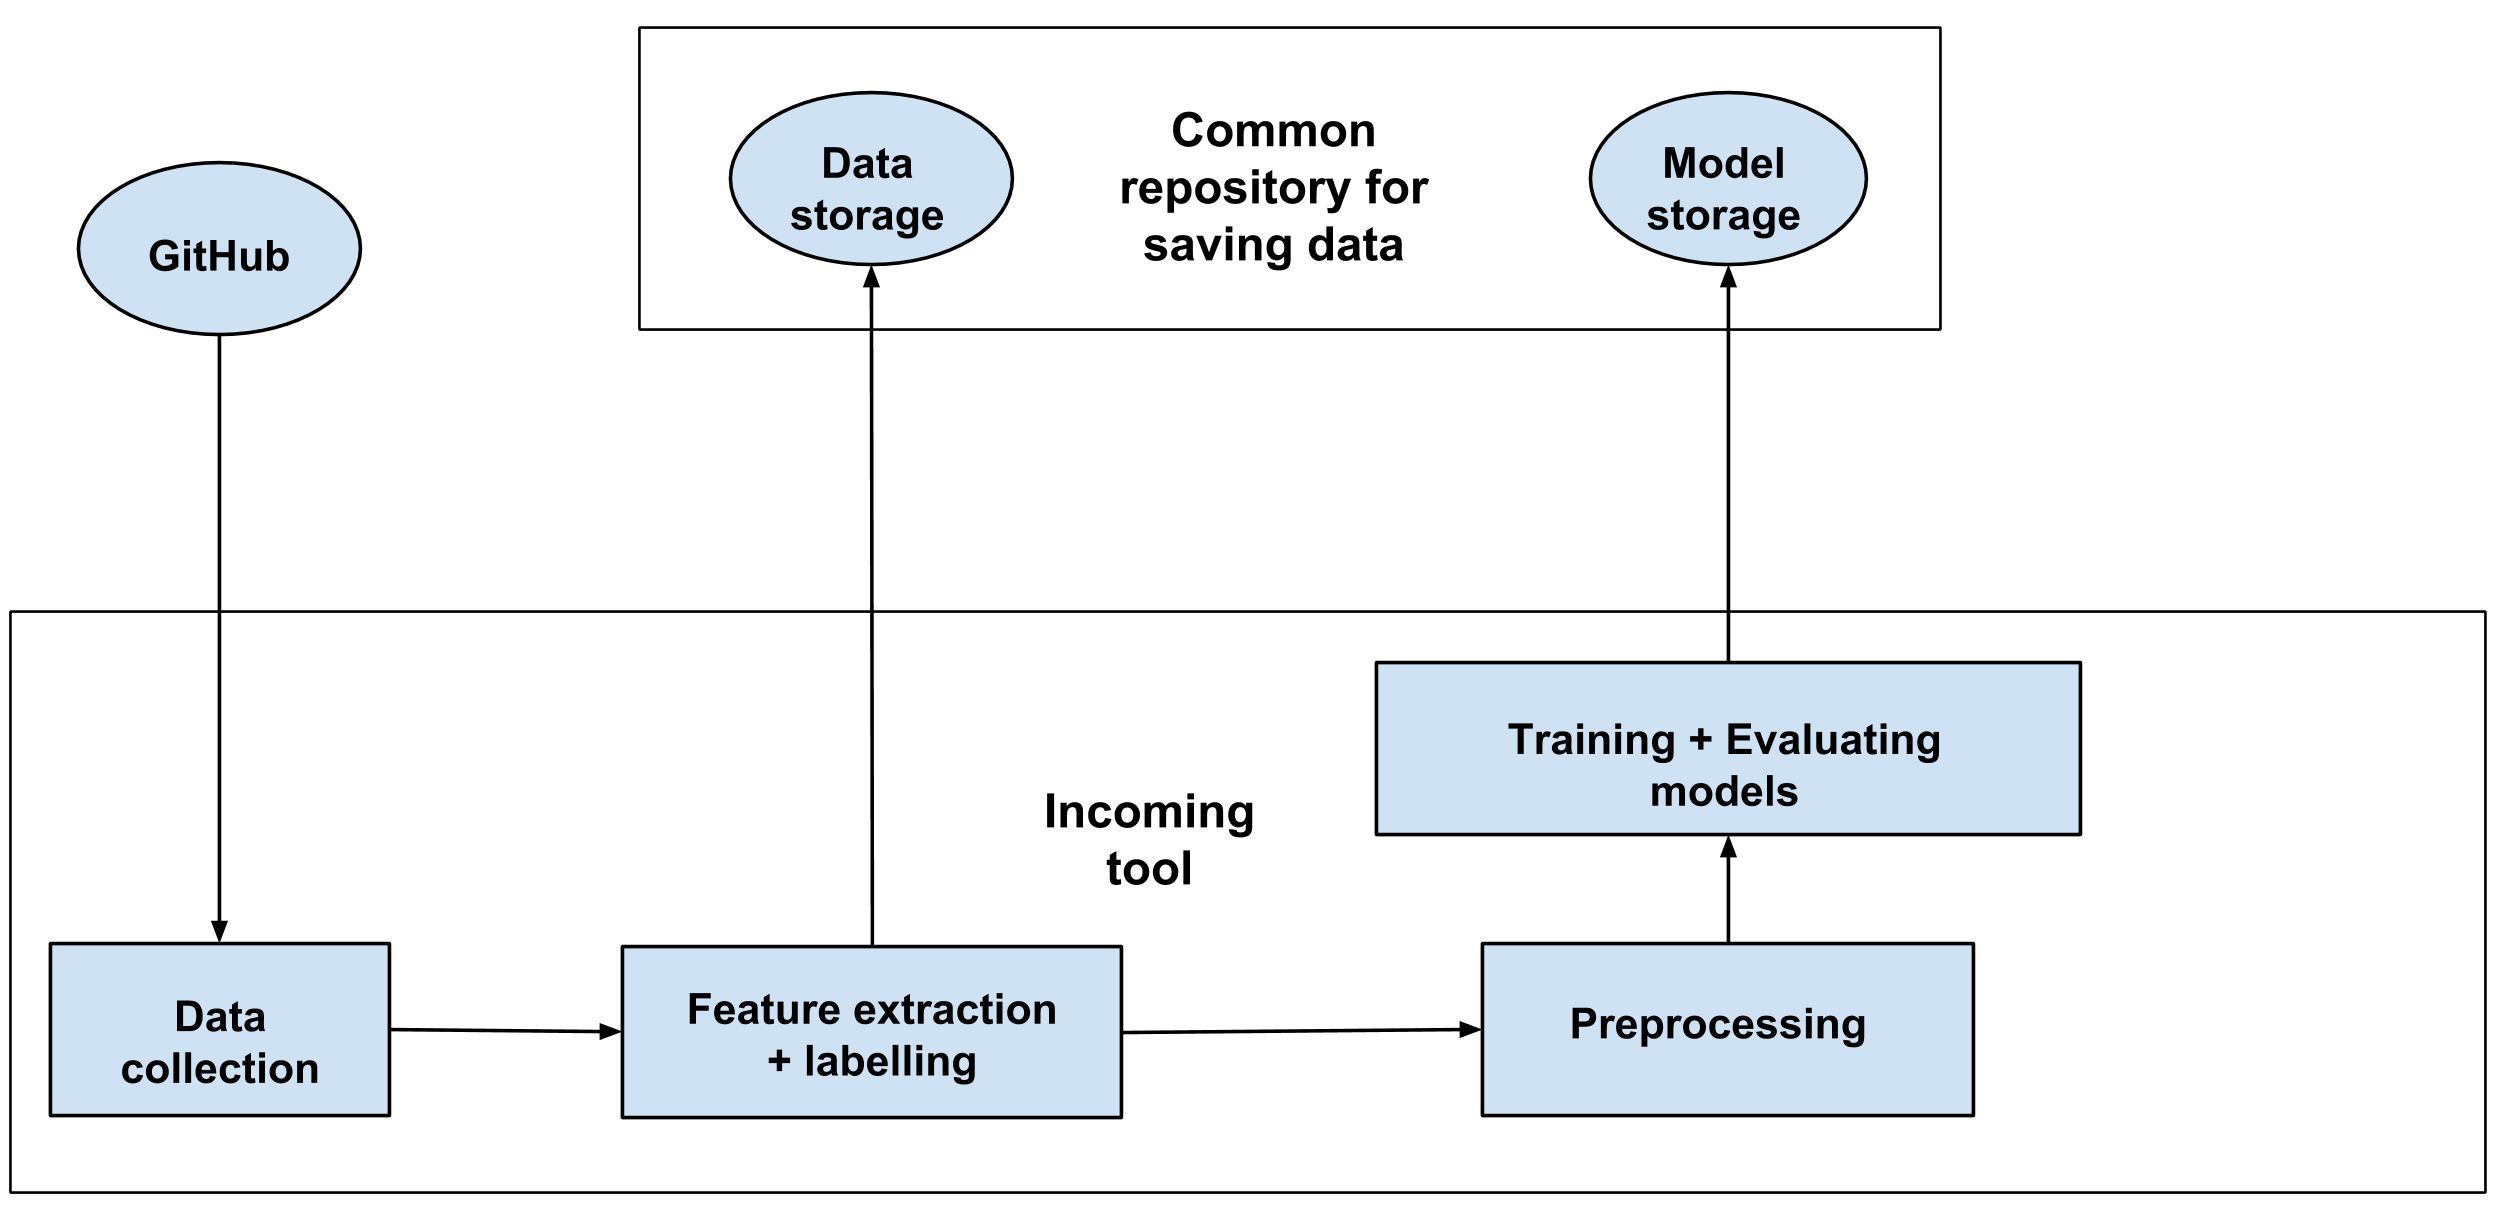 GitHub
Data
storage
Common
repository for
saving data
Model
storage
Training + Evaluating
models
Incoming
tool
Data
collection
Feature extraction
+ labelling
Preprocessing